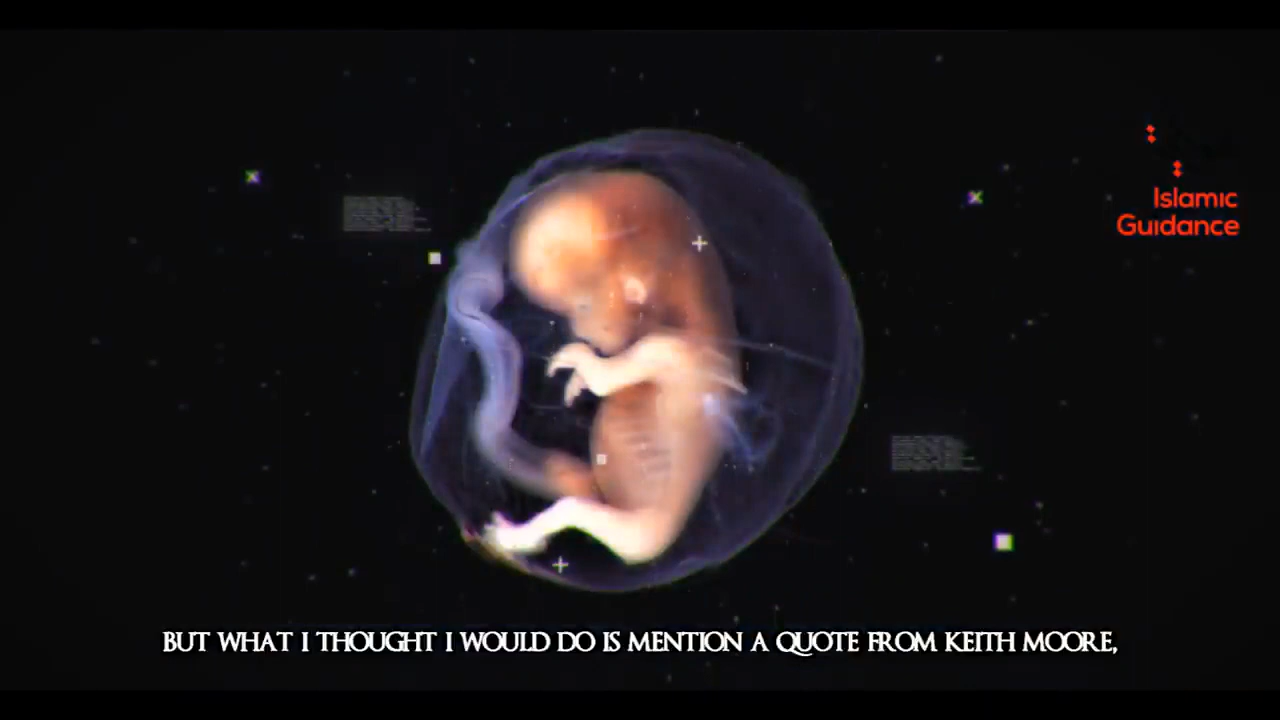 Islamic
Guidance
BUT WHAT I THOUGHT I WOULD DO IS MENTION A QUOTE FROM KEITH MOORE,